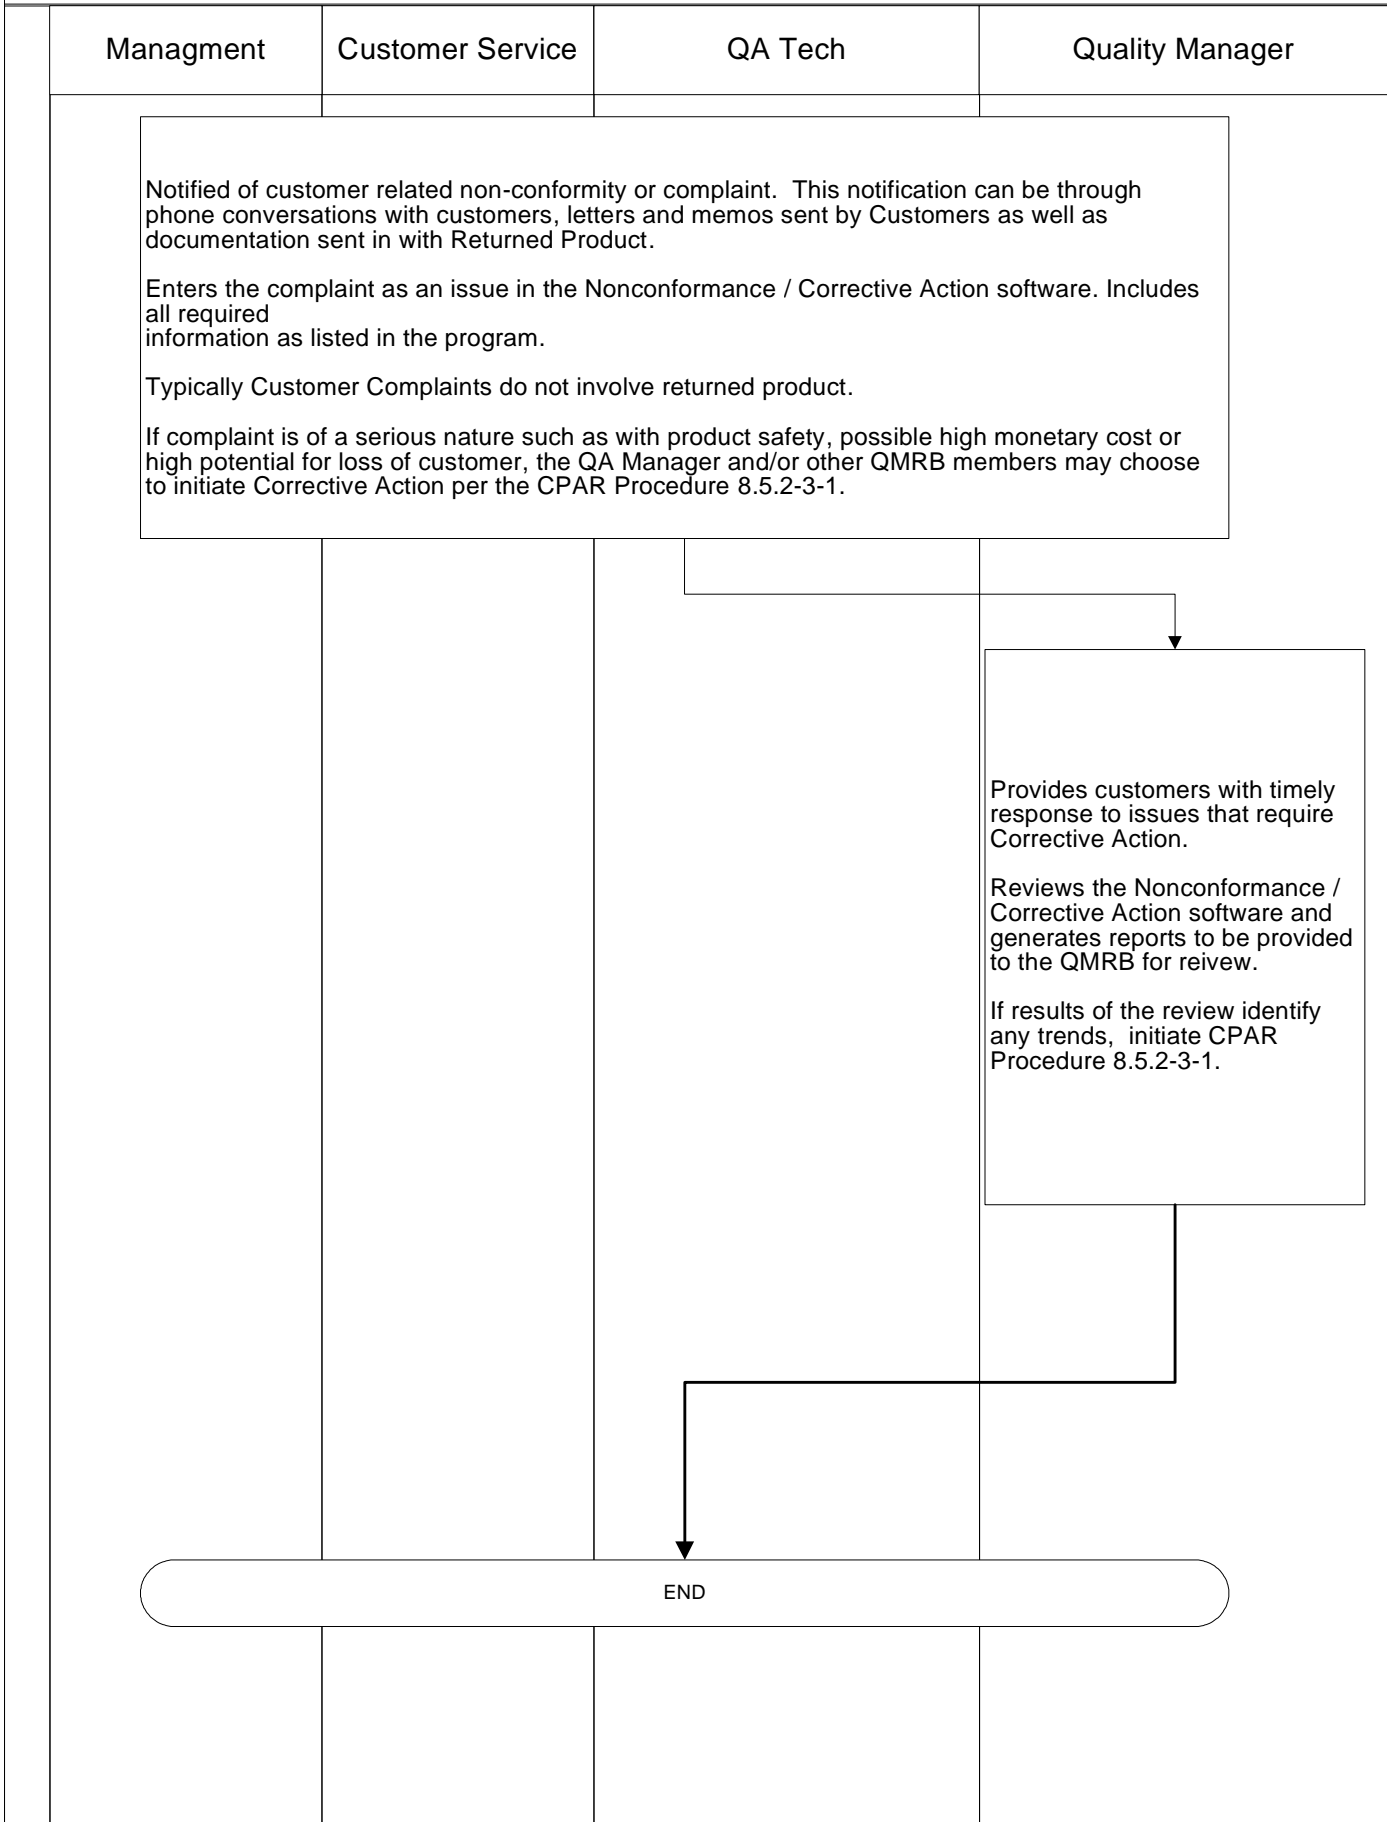 Managment
Customer Service
QA Tech
Quality Manager
Notified of customer related non-conformity or complaint.  This notification can be through
phone conversations with customers, letters and memos sent by Customers as well as
documentation sent in with Returned Product.
Enters the complaint as an issue in the Nonconformance / Corrective Action software. Includes
all required
information as listed in the program.
Typically Customer Complaints do not involve returned product.
If complaint is of a serious nature such as with product safety, possible high monetary cost or
high potential for loss of customer, the QA Manager and/or other QMRB members may choose
to initiate Corrective Action per the CPAR Procedure 8.5.2-3-1.
Provides customers with timely
response to issues that require
Corrective Action.
Reviews the Nonconformance /
Corrective Action software and
generates reports to be provided
to the QMRB for reivew.
If results of the review identify
any trends,  initiate CPAR
Procedure 8.5.2-3-1.
END